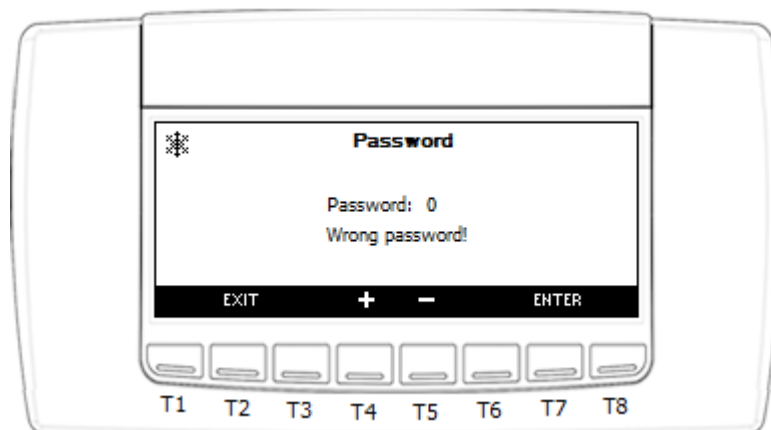 Password
Password: 0
Wrong password!
EXIT + − ENTER
T1 T2 T3 T4 T5 T6 T7 T8